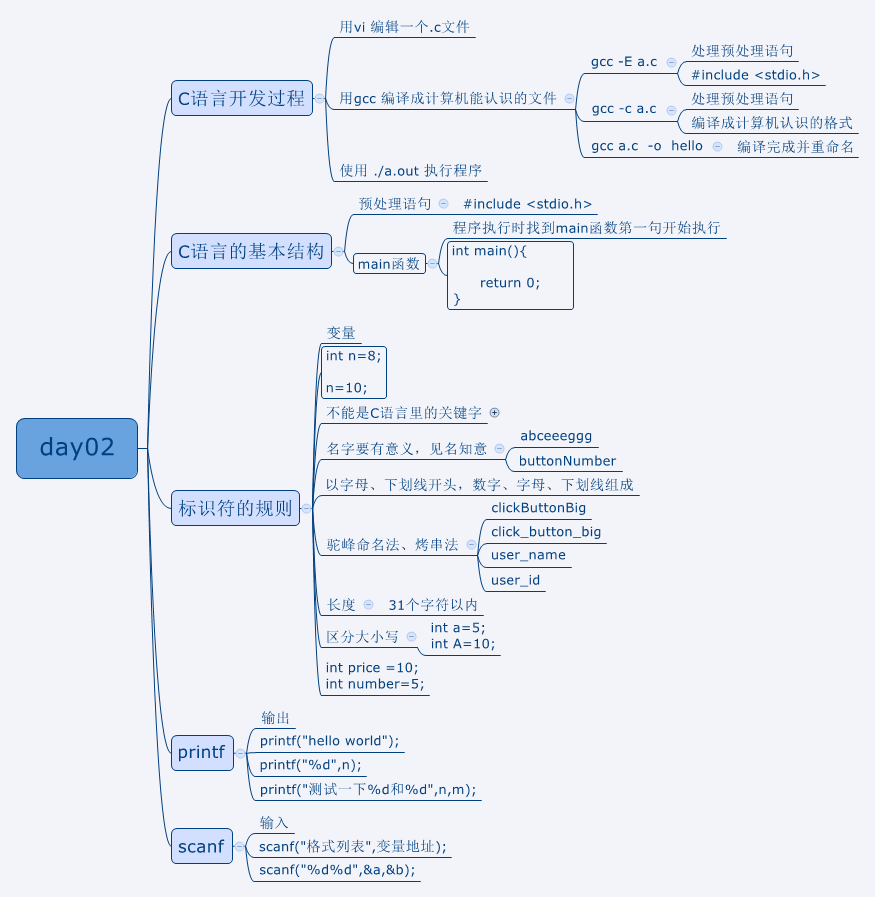 day02
C语言开发过程
用vi 编辑一个.c文件
用gcc 编译成计算机能认识的文件
gcc -E a.c
处理预处理语句
#include <stdio.h>
gcc -c a.c
处理预处理语句
编译成计算机认识的格式
gcc a.c -o hello
编译完成并重命名
使用 ./a.out 执行程序
C语言的基本结构
预处理语句
#include <stdio.h>
main函数
程序执行时找到main函数第一句开始执行
int main(){
return 0;
}
标识符的规则
变量
int n=8;
n=10;
不能是C语言里的关键字
名字要有意义，见名知意
abceeeggg
buttonNumber
以字母、下划线开头，数字、字母、下划线组成
驼峰命名法、烤串法
clickButtonBig
click_button_big
user_name
user_id
长度
31个字符以内
区分大小写
int a=5;
int A=10;
int price =10;
int number=5;
printf
输出
printf("hello world");
printf("%d",n);
printf("测试一下%d和%d",n,m);
scanf
输入
scanf("格式列表",变量地址);
scanf("%d%d",&a,&b);